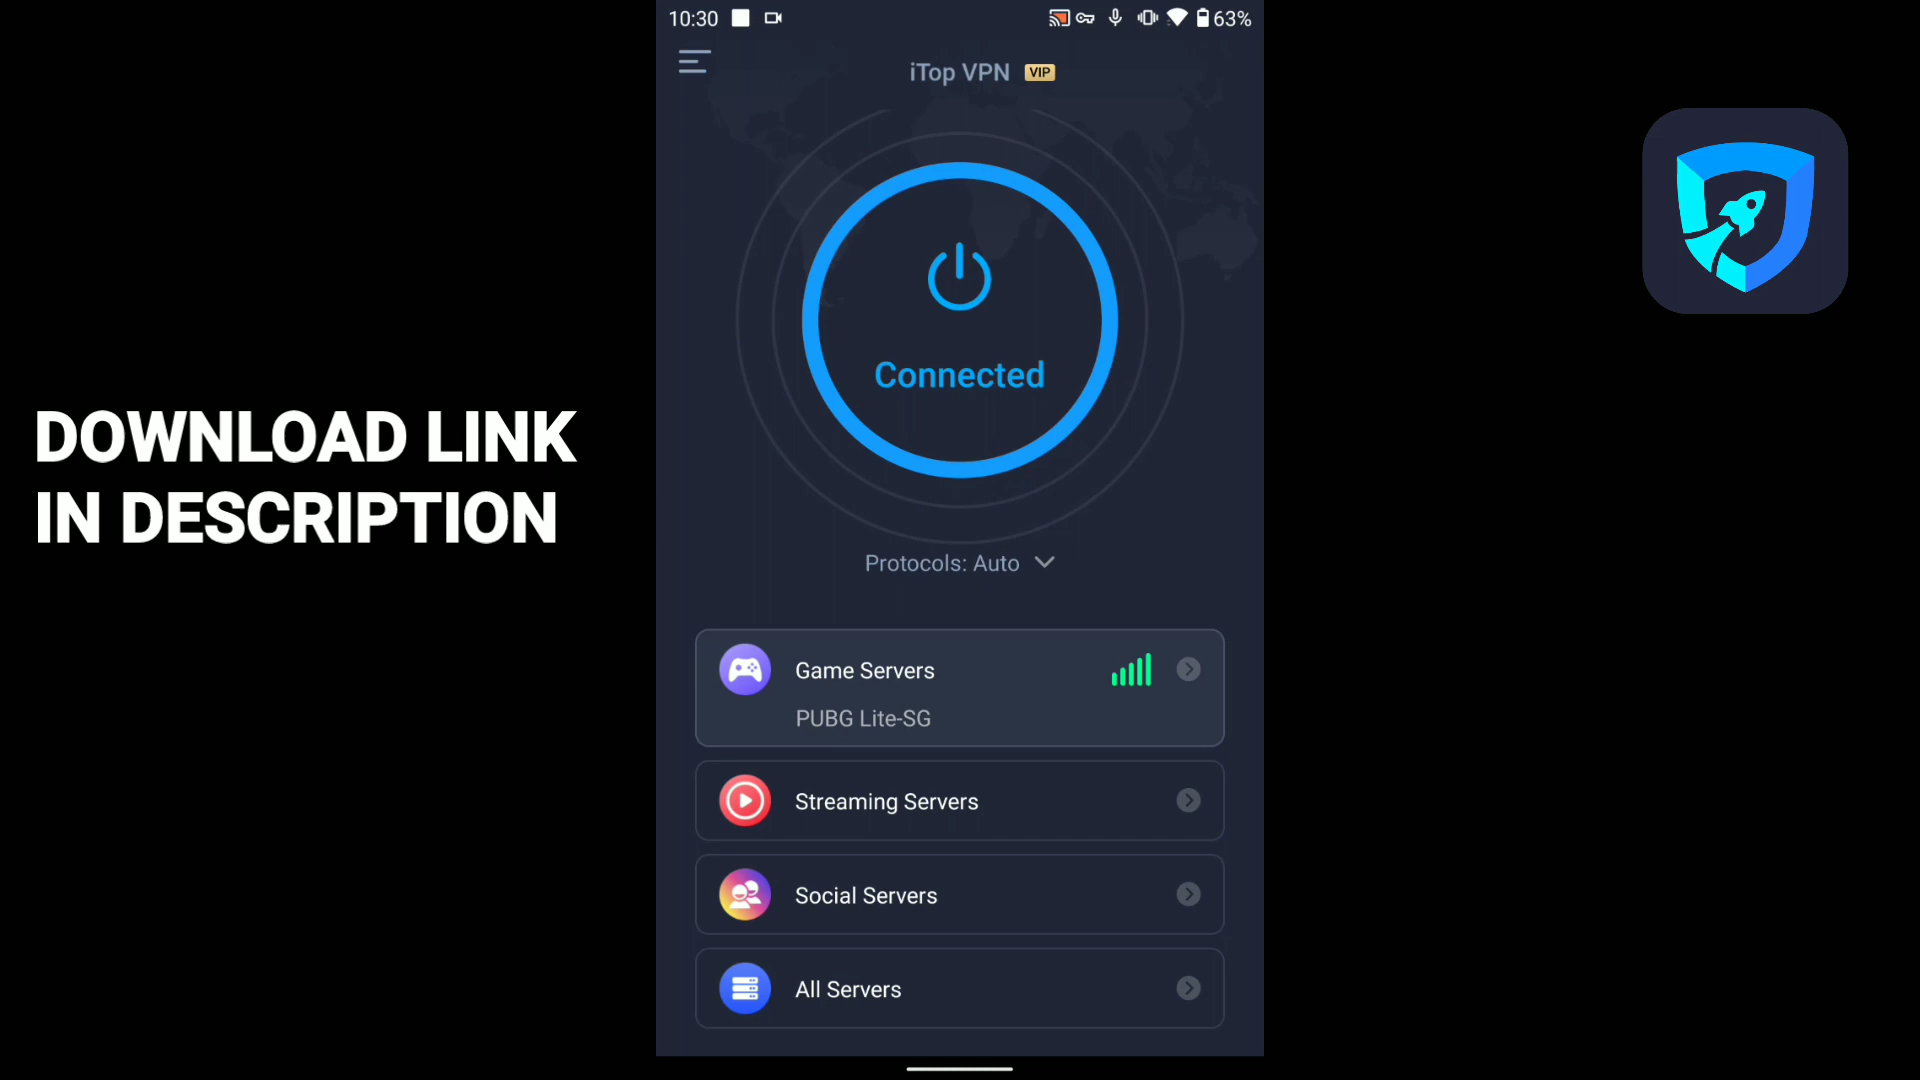 10:30
63%
iTop VPN VIP
Connected
DOWNLOAD LINK
IN DESCRIPTION
Protocols: Auto
Game Servers
PUBG Lite-SG
Streaming Servers
Social Servers
All Servers